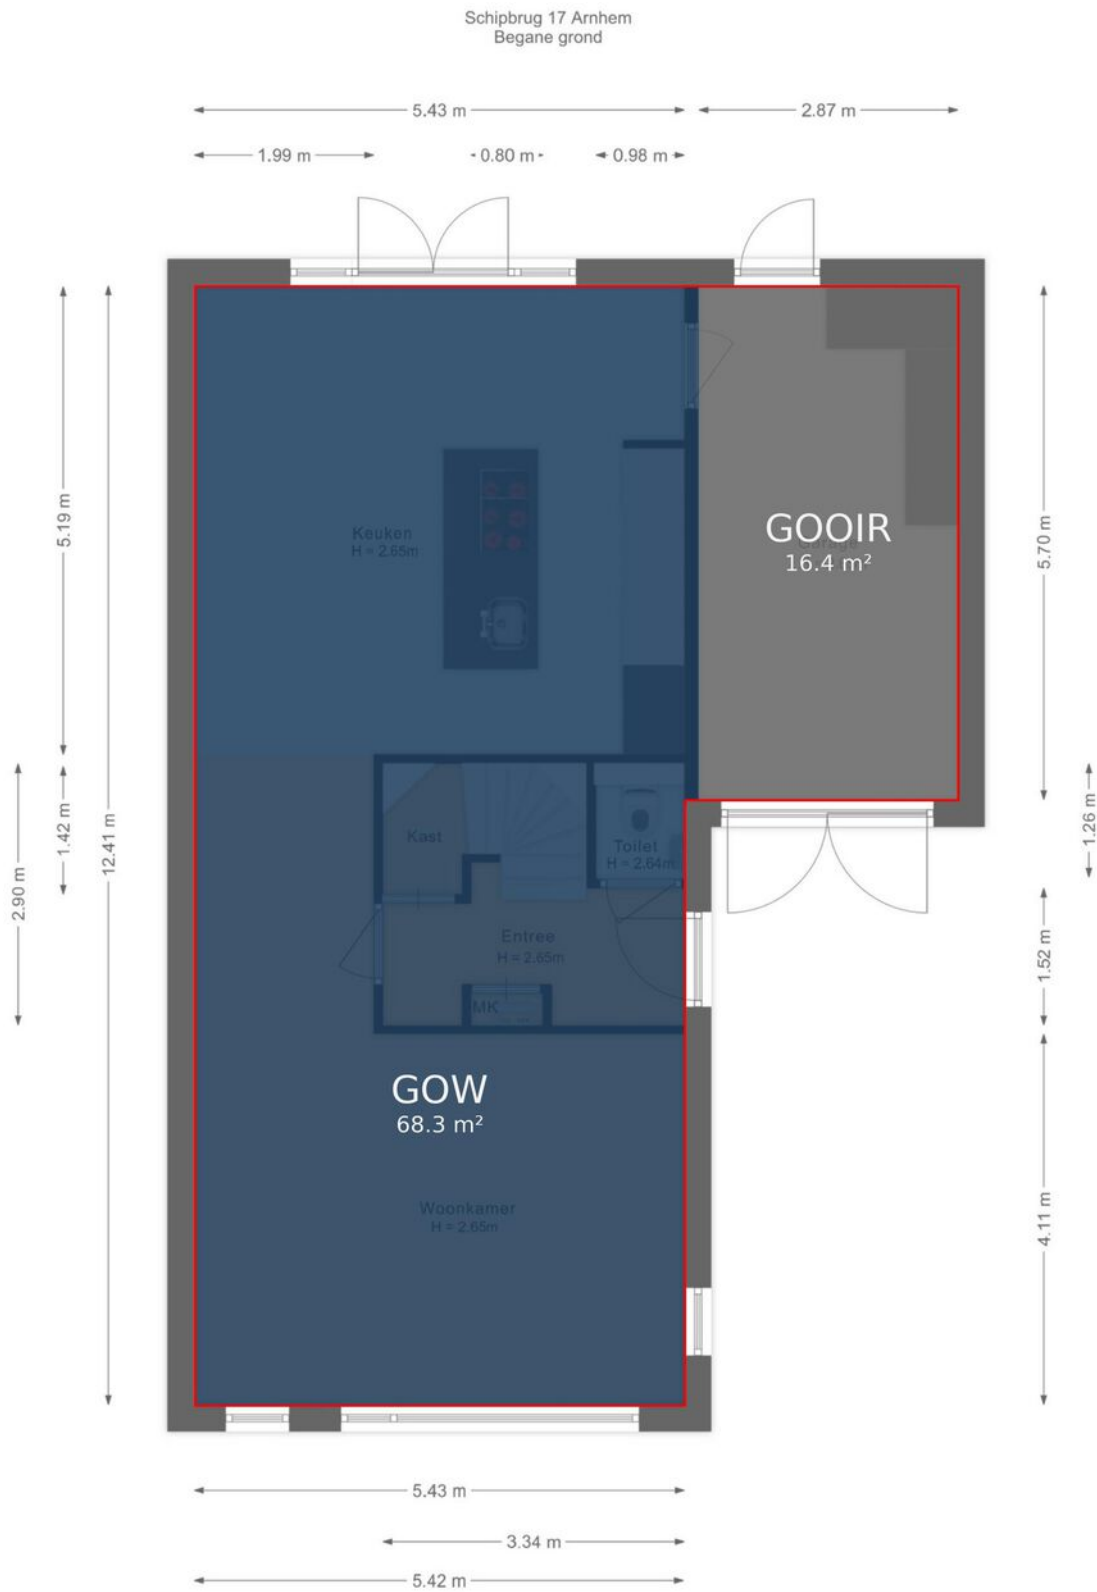 Schipbrug 17 Arnhem
Begane grond
5.43 m
2.87 m
1.99 m
0.80 m
0.98 m
5.19 m
12.41 m
1.42 m
2.90 m
5.70 m
1.26 m
1.52 m
4.11 m
Keuken
H = 2.65m
GOOIR
Garage
16.4 m²
Kast
Toilet
H = 2.64m
Entree
H = 2.65m
MK
GOW
68.3 m²
Woonkamer
H = 2.65m
5.43 m
3.34 m
5.42 m